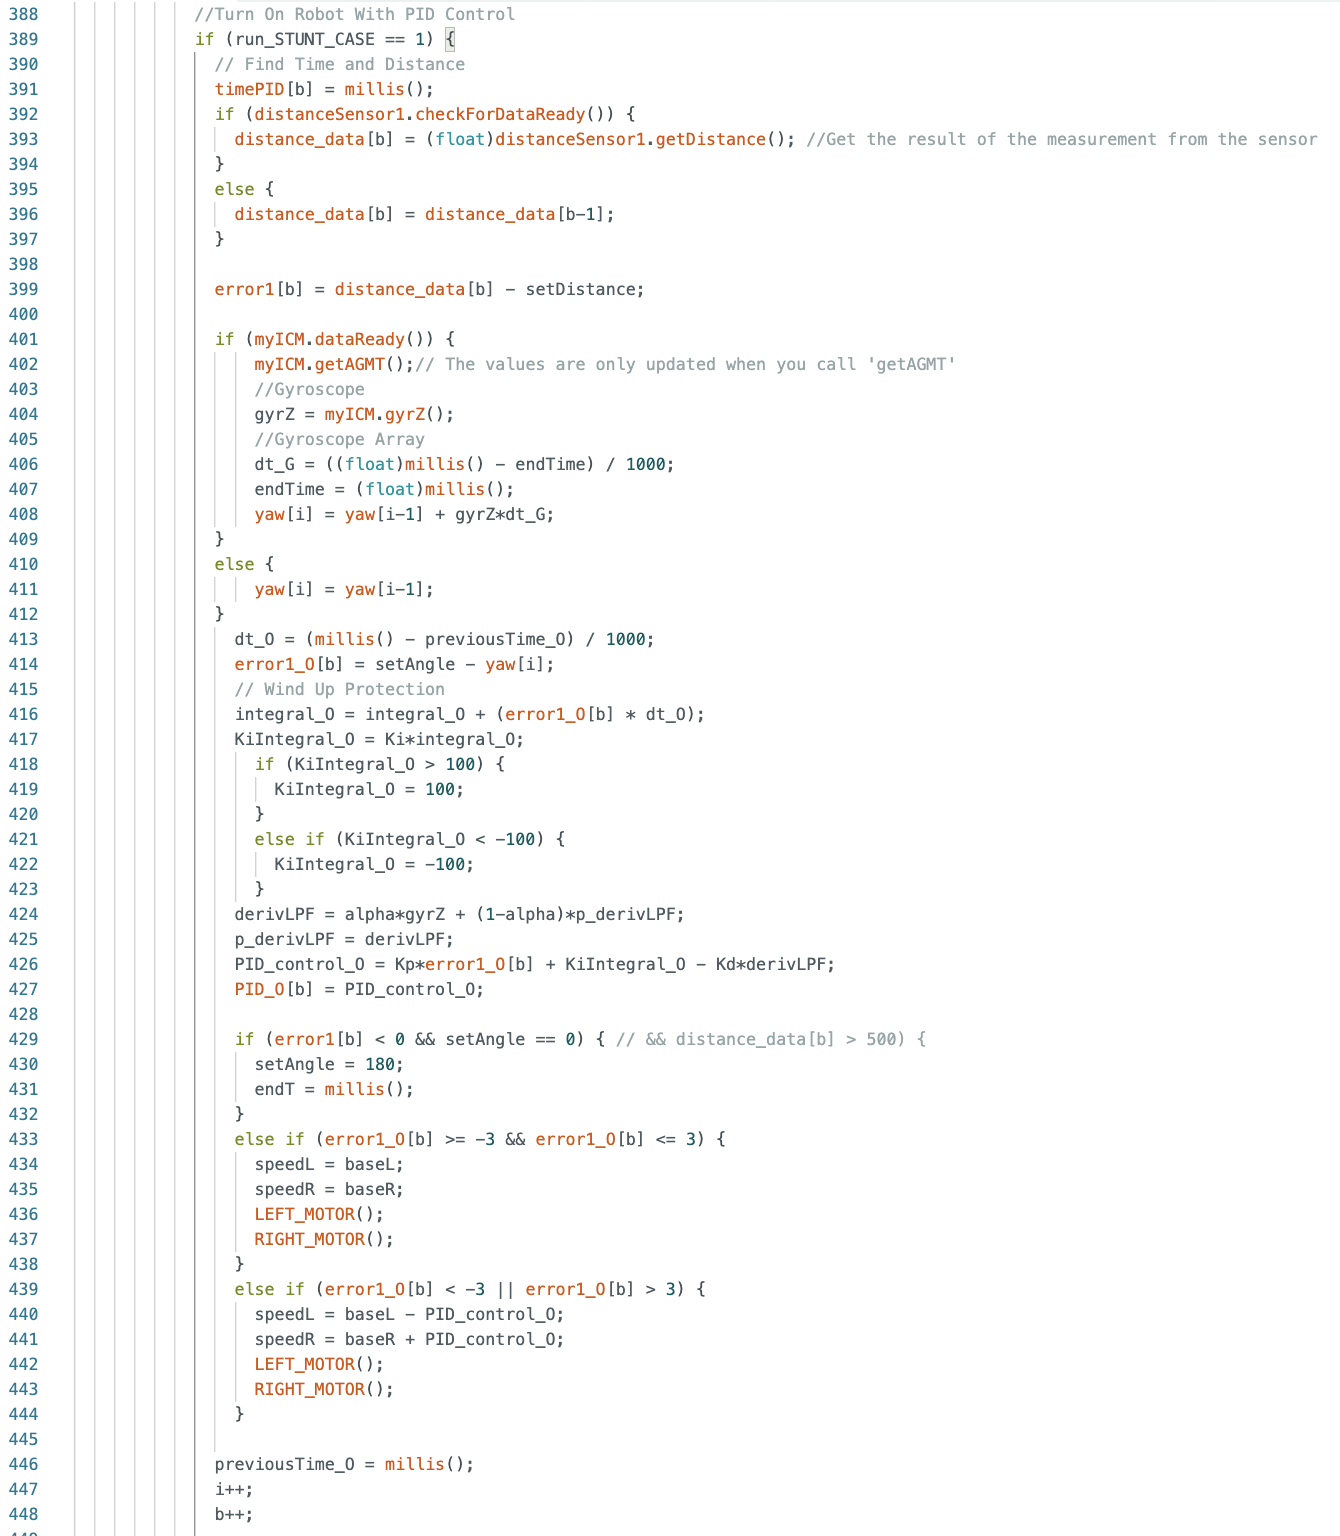 388 //Turn On Robot With PID Control
389 if (run_STUNT_CASE == 1) {
390 // Find Time and Distance
391 timePID[b] = millis();
392 if (distanceSensor1.checkForDataReady()) {
393 distance_data[b] = (float)distanceSensor1.getDistance(); //Get the result of the measurement from the sensor
394 }
395 else {
396 distance_data[b] = distance_data[b-1];
397 }
398
399 error1[b] = distance_data[b] - setDistance;
400
401 if (myICM.dataReady()) {
402 myICM.getAGMT();// The values are only updated when you call 'getAGMT'
403 //Gyroscope
404 gyrZ = myICM.gyrZ();
405 //Gyroscope Array
406 dt_G = ((float)millis() - endTime) / 1000;
407 endTime = (float)millis();
408 yaw[i] = yaw[i-1] + gyrZ*dt_G;
409 }
410 else {
411 yaw[i] = yaw[i-1];
412 }
413 dt_O = (millis() - previousTime_O) / 1000;
414 error1_O[b] = setAngle - yaw[i];
415 // Wind Up Protection
416 integral_O = integral_O + (error1_O[b] * dt_O);
417 KiIntegral_O = Ki*integral_O;
418 if (KiIntegral_O > 100) {
419 KiIntegral_O = 100;
420 }
421 else if (KiIntegral_O < -100) {
422 KiIntegral_O = -100;
423 }
424 derivLPF = alpha*gyrZ + (1-alpha)*p_derivLPF;
425 p_derivLPF = derivLPF;
426 PID_control_O = Kp*error1_O[b] + KiIntegral_O - Kd*derivLPF;
427 PID_O[b] = PID_control_O;
428
429 if (error1[b] < 0 && setAngle == 0) { // && distance_data[b] > 500) {
430 setAngle = 180;
431 endT = millis();
432 }
433 else if (error1_O[b] >= -3 && error1_O[b] <= 3) {
434 speedL = baseL;
435 speedR = baseR;
436 LEFT_MOTOR();
437 RIGHT_MOTOR();
438 }
439 else if (error1_O[b] < -3 || error1_O[b] > 3) {
440 speedL = baseL - PID_control_O;
441 speedR = baseR + PID_control_O;
442 LEFT_MOTOR();
443 RIGHT_MOTOR();
444 }
445
446 previousTime_O = millis();
447 i++;
448 b++;